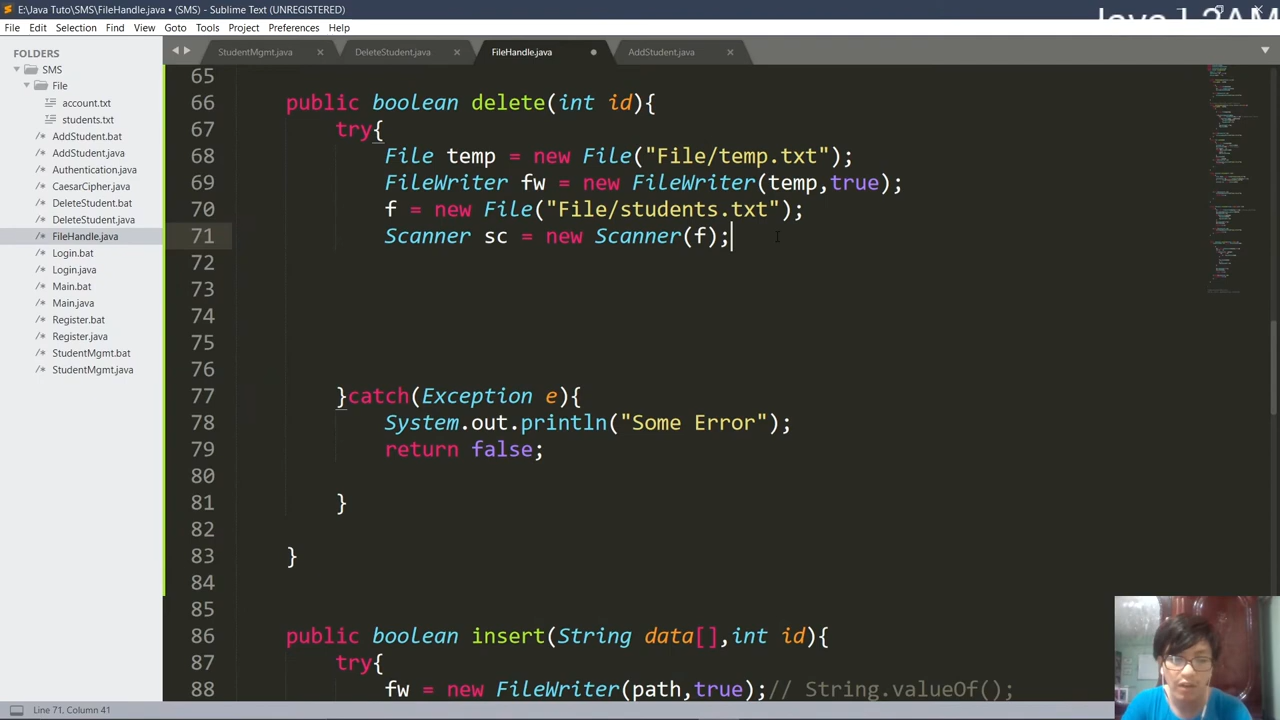 E:\Java Tuto\SMS\FileHandle.java • (SMS) - Sublime Text (UNREGISTERED)
File Edit Selection Find View Goto Tools Project Preferences Help
FOLDERS
SMS
File
account.txt
students.txt
AddStudent.bat
AddStudent.java
Authentication.java
CaesarCipher.java
DeleteStudent.bat
DeleteStudent.java
FileHandle.java
Login.bat
Login.java
Main.bat
Main.java
Register.bat
Register.java
StudentMgmt.bat
StudentMgmt.java
StudentMgmt.java DeleteStudent.java FileHandle.java AddStudent.java
65
66 public boolean delete(int id){
67 try{
68 File temp = new File("File/temp.txt");
69 FileWriter fw = new FileWriter(temp,true);
70 f = new File("File/students.txt");
71 Scanner sc = new Scanner(f);
72
73
74
75
76
77 }catch(Exception e){
78 System.out.println("Some Error");
79 return false;
80
81 }
82
83 }
84
85
86 public boolean insert(String data[],int id){
87 try{
88 fw = new FileWriter(path,true);// String.valueOf();
Line 71, Column 41